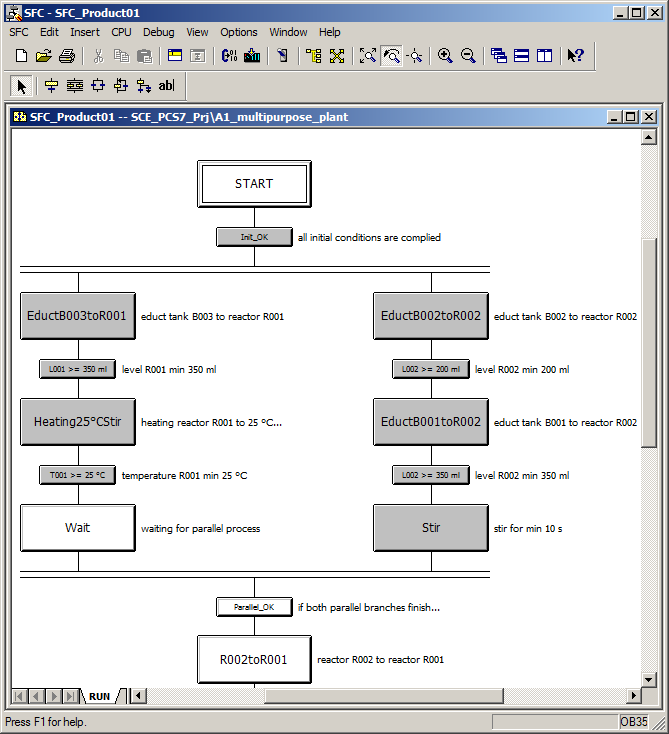 SFC - SFC_Product01
SFC Edit Insert CPU Debug View Options Window Help
abl
SFC_Product01 -- SCE_PCS7_Prj\A1_multipurpose_plant
START
Init_OK all initial conditions are complied
EductB003toR001 educt tank B003 to reactor R001 EductB002toR002 educt tank B002 to reactor R002
L001 >= 350 ml level R001 min 350 ml L002 >= 200 ml level R002 min 200 ml
Heating25°CStir heating reactor R001 to 25 °C... EductB001toR002 educt tank B001 to reactor R002
T001 >= 25 °C temperature R001 min 25 °C L002 >= 350 ml level R002 min 350 ml
Wait waiting for parallel process Stir stir for min 10 s
Parallel_OK if both parallel branches finish...
R002toR001 reactor R002 to reactor R001
RUN
Press F1 for help. OB35